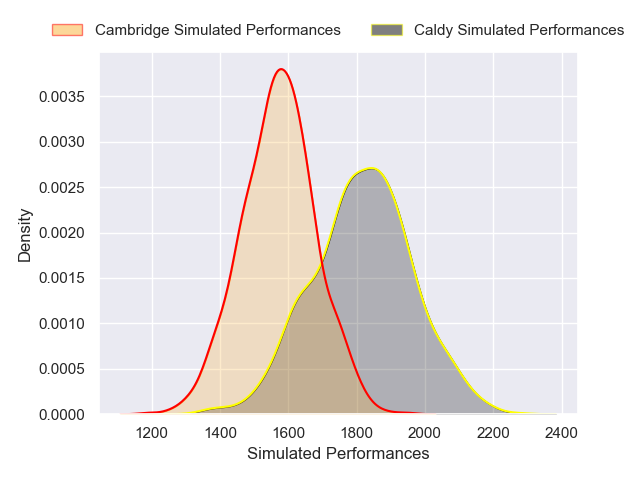 Cambridge Simulated Performances Caldy Simulated Performances
Density
0.0035
0.0030
0.0025
0.0020
0.0015
0.0010
0.0005
0.0000
1200 1400 1600 1800 2000 2200 2400
Simulated Performances